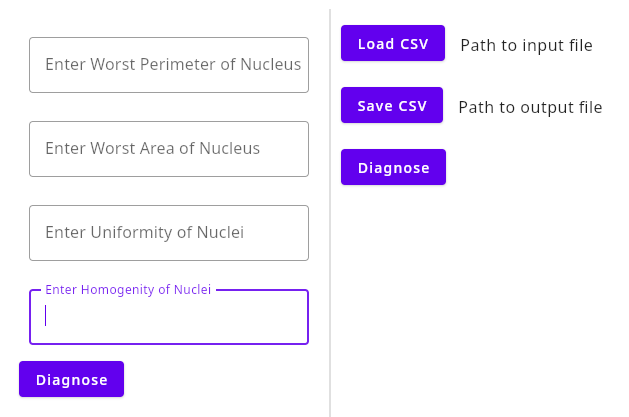 Enter Worst Perimeter of Nucleus
Enter Worst Area of Nucleus
Enter Uniformity of Nuclei
Enter Homogenity of Nuclei
Diagnose
Load CSV Path to input file
Save CSV Path to output file
Diagnose